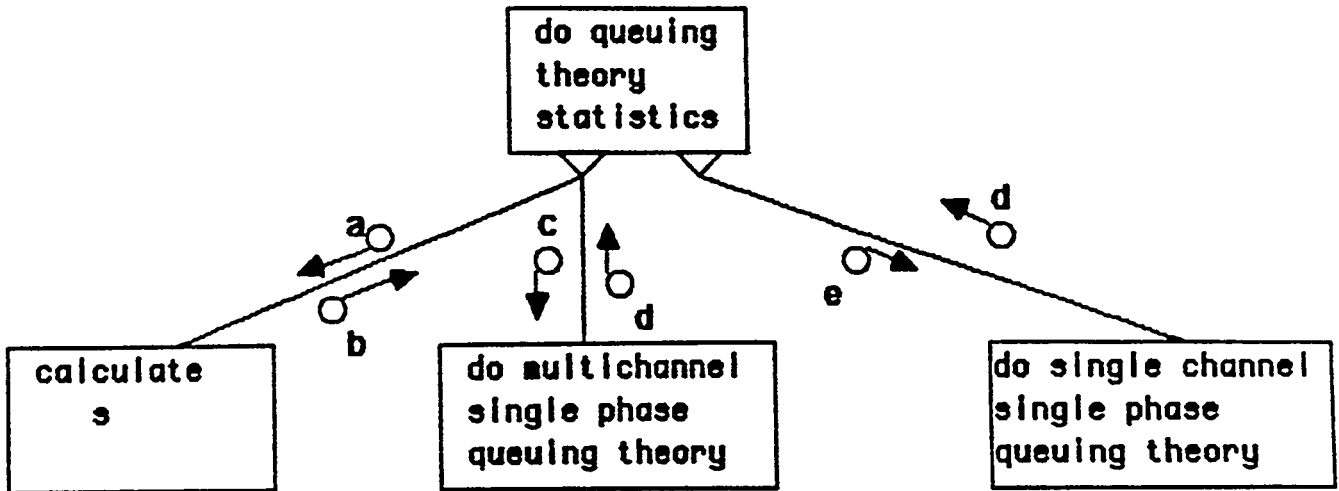 do queuing
theory
statistics
a
b
c
d
d
e
calculate
s
do multichannel
single phase
queuing theory
do single channel
single phase
queuing theory